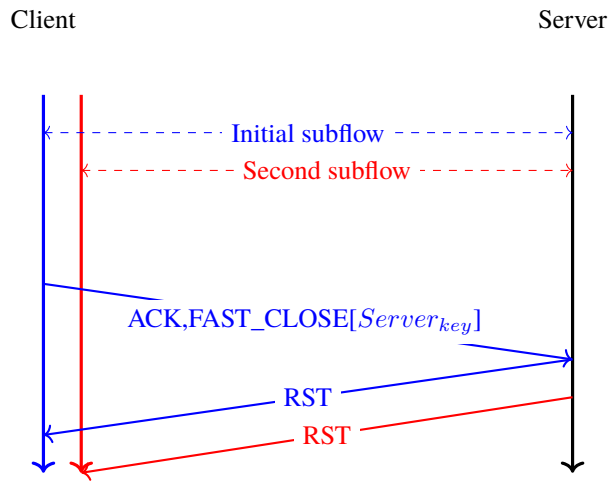 Client Server
Initial subflow
Second subflow
ACK,FAST_CLOSE[Server_key]
RST
RST